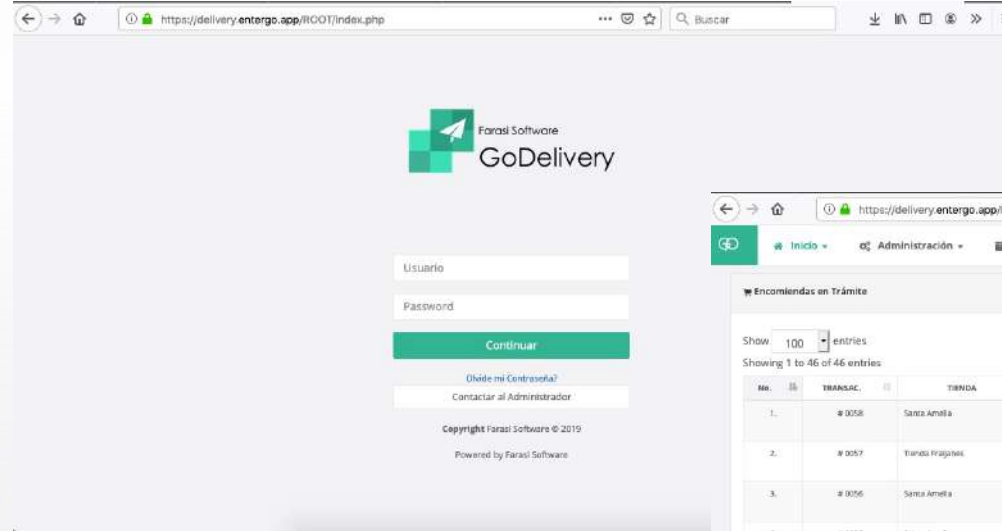 https://delivery.entergo.app/ROOT/index.php
Buscar
Farasi Software
GoDelivery
Usuario
Password
Continuar
Olvide mi Contraseña?
Contactar al Administrador
Copyright Farasi Software © 2019
Powered by Farasi Software
https://delivery.entergo.app/
GO
Inicio
Administración
Encomiendas en Trámite
Show 100 entries
Showing 1 to 46 of 46 entries
No. TRANSAC. TIENDA
1. # 0058 Santa Amelia
2. # 0057 Tienda Fraijanes
3. # 0056 Santa Amelia